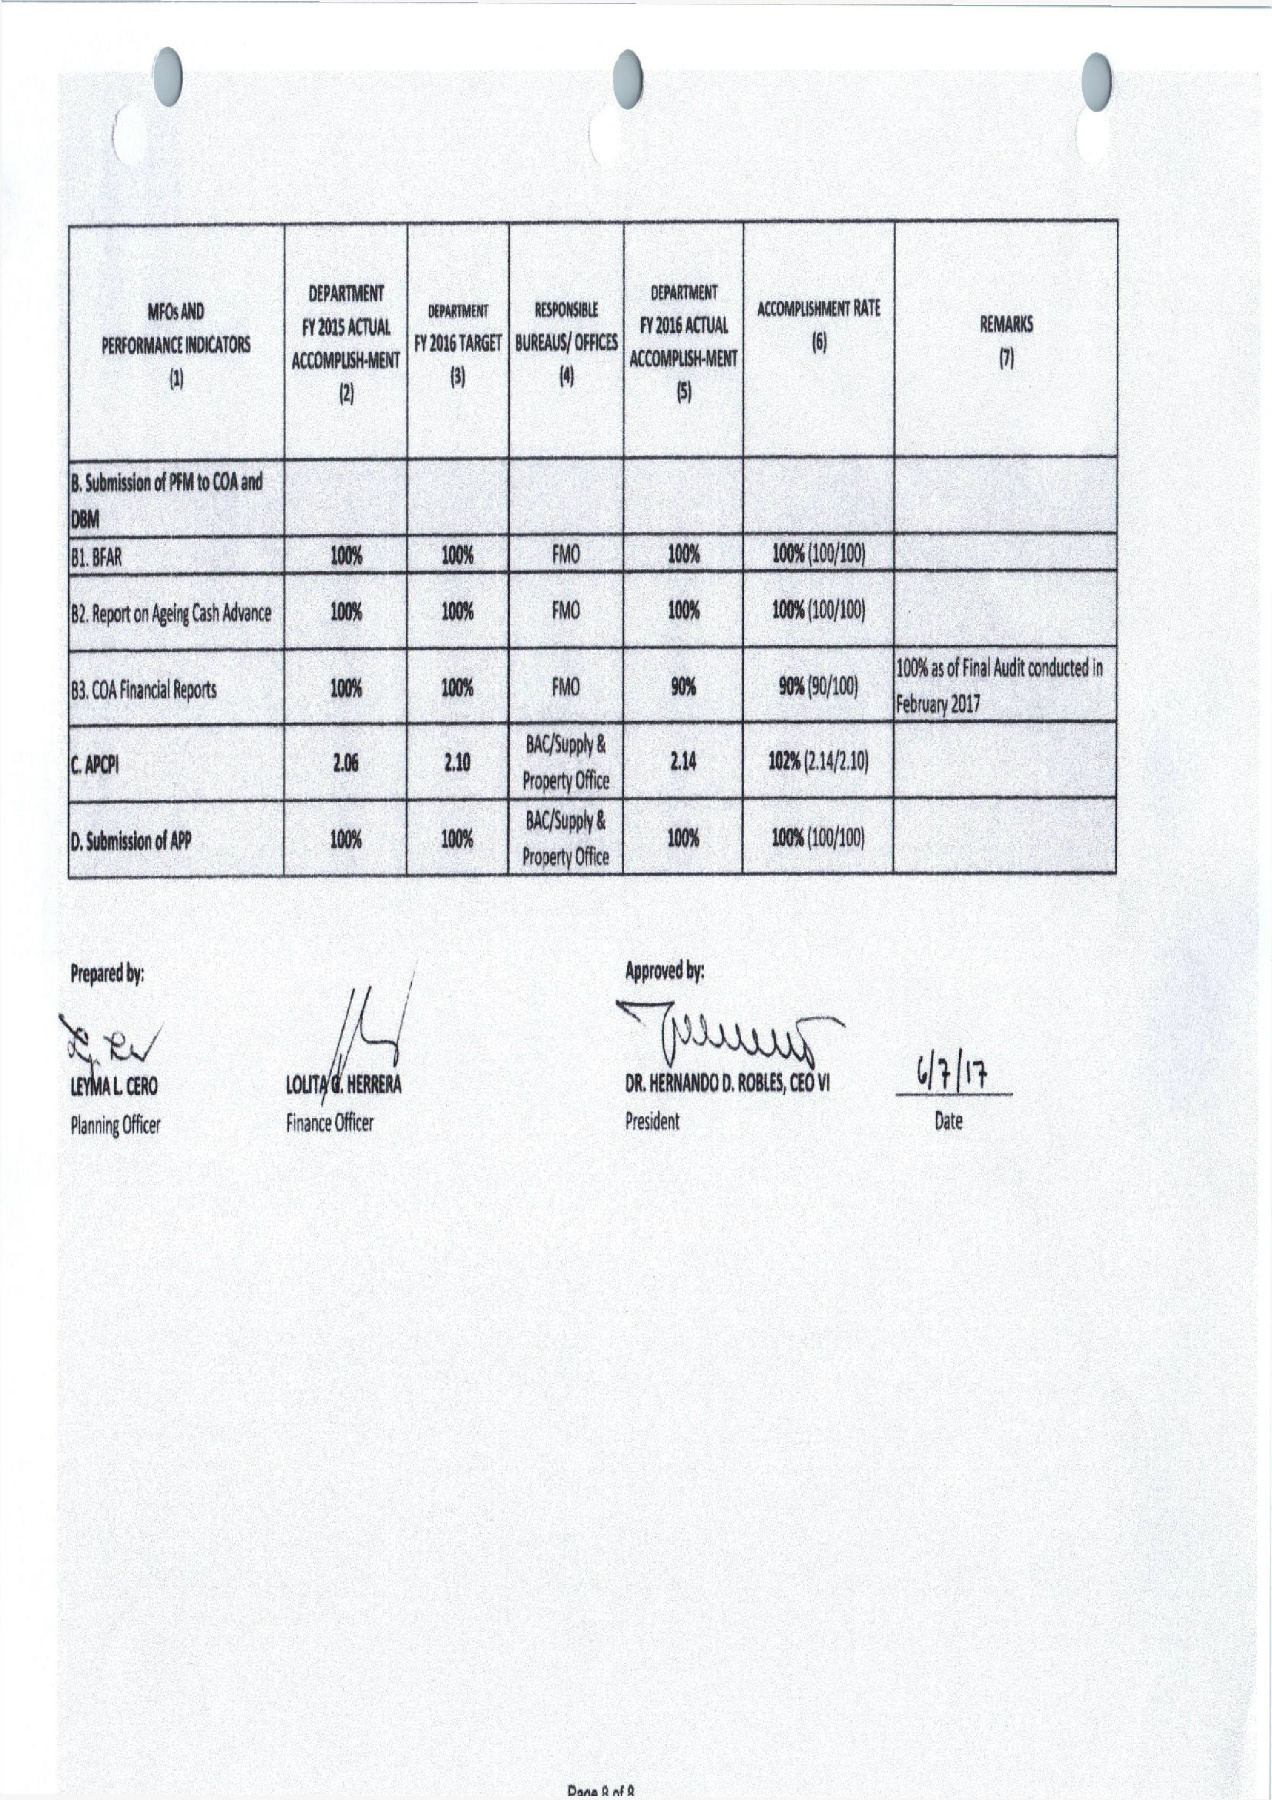 MFOs AND
PERFORMANCE INDICATORS
(1)
DEPARTMENT
FY 2015 ACTUAL
ACCOMPLISH-MENT
(2)
DEPARTMENT
FY 2016 TARGET
(3)
RESPONSIBLE
BUREAUS/ OFFICES
(4)
DEPARTMENT
FY 2016 ACTUAL
ACCOMPLISH-MENT
(5)
ACCOMPLISHMENT RATE
(6)
REMARKS
(7)
B. Submission of PFM to COA and
DBM
B1. BFAR 100% 100% FMO 100% 100% (100/100)
B2. Report on Ageing Cash Advance 100% 100% FMO 100% 100% (100/100)
B3. COA Financial Reports 100% 100% FMO 90% 90% (90/100)
100% as of Final Audit conducted in
February 2017
C. APCPI 2.06 2.10
BAC/Supply &
Property Office
2.14 102% (2.14/2.10)
D. Submission of APP 100% 100%
BAC/Supply &
Property Office
100% 100% (100/100)
Prepared by: Approved by:
LEYMA L. CERO LOLITA G. HERRERA DR. HERNANDO D. ROBLES, CEO VI 6/7/17
Planning Officer Finance Officer President Date
Page 8 of 8